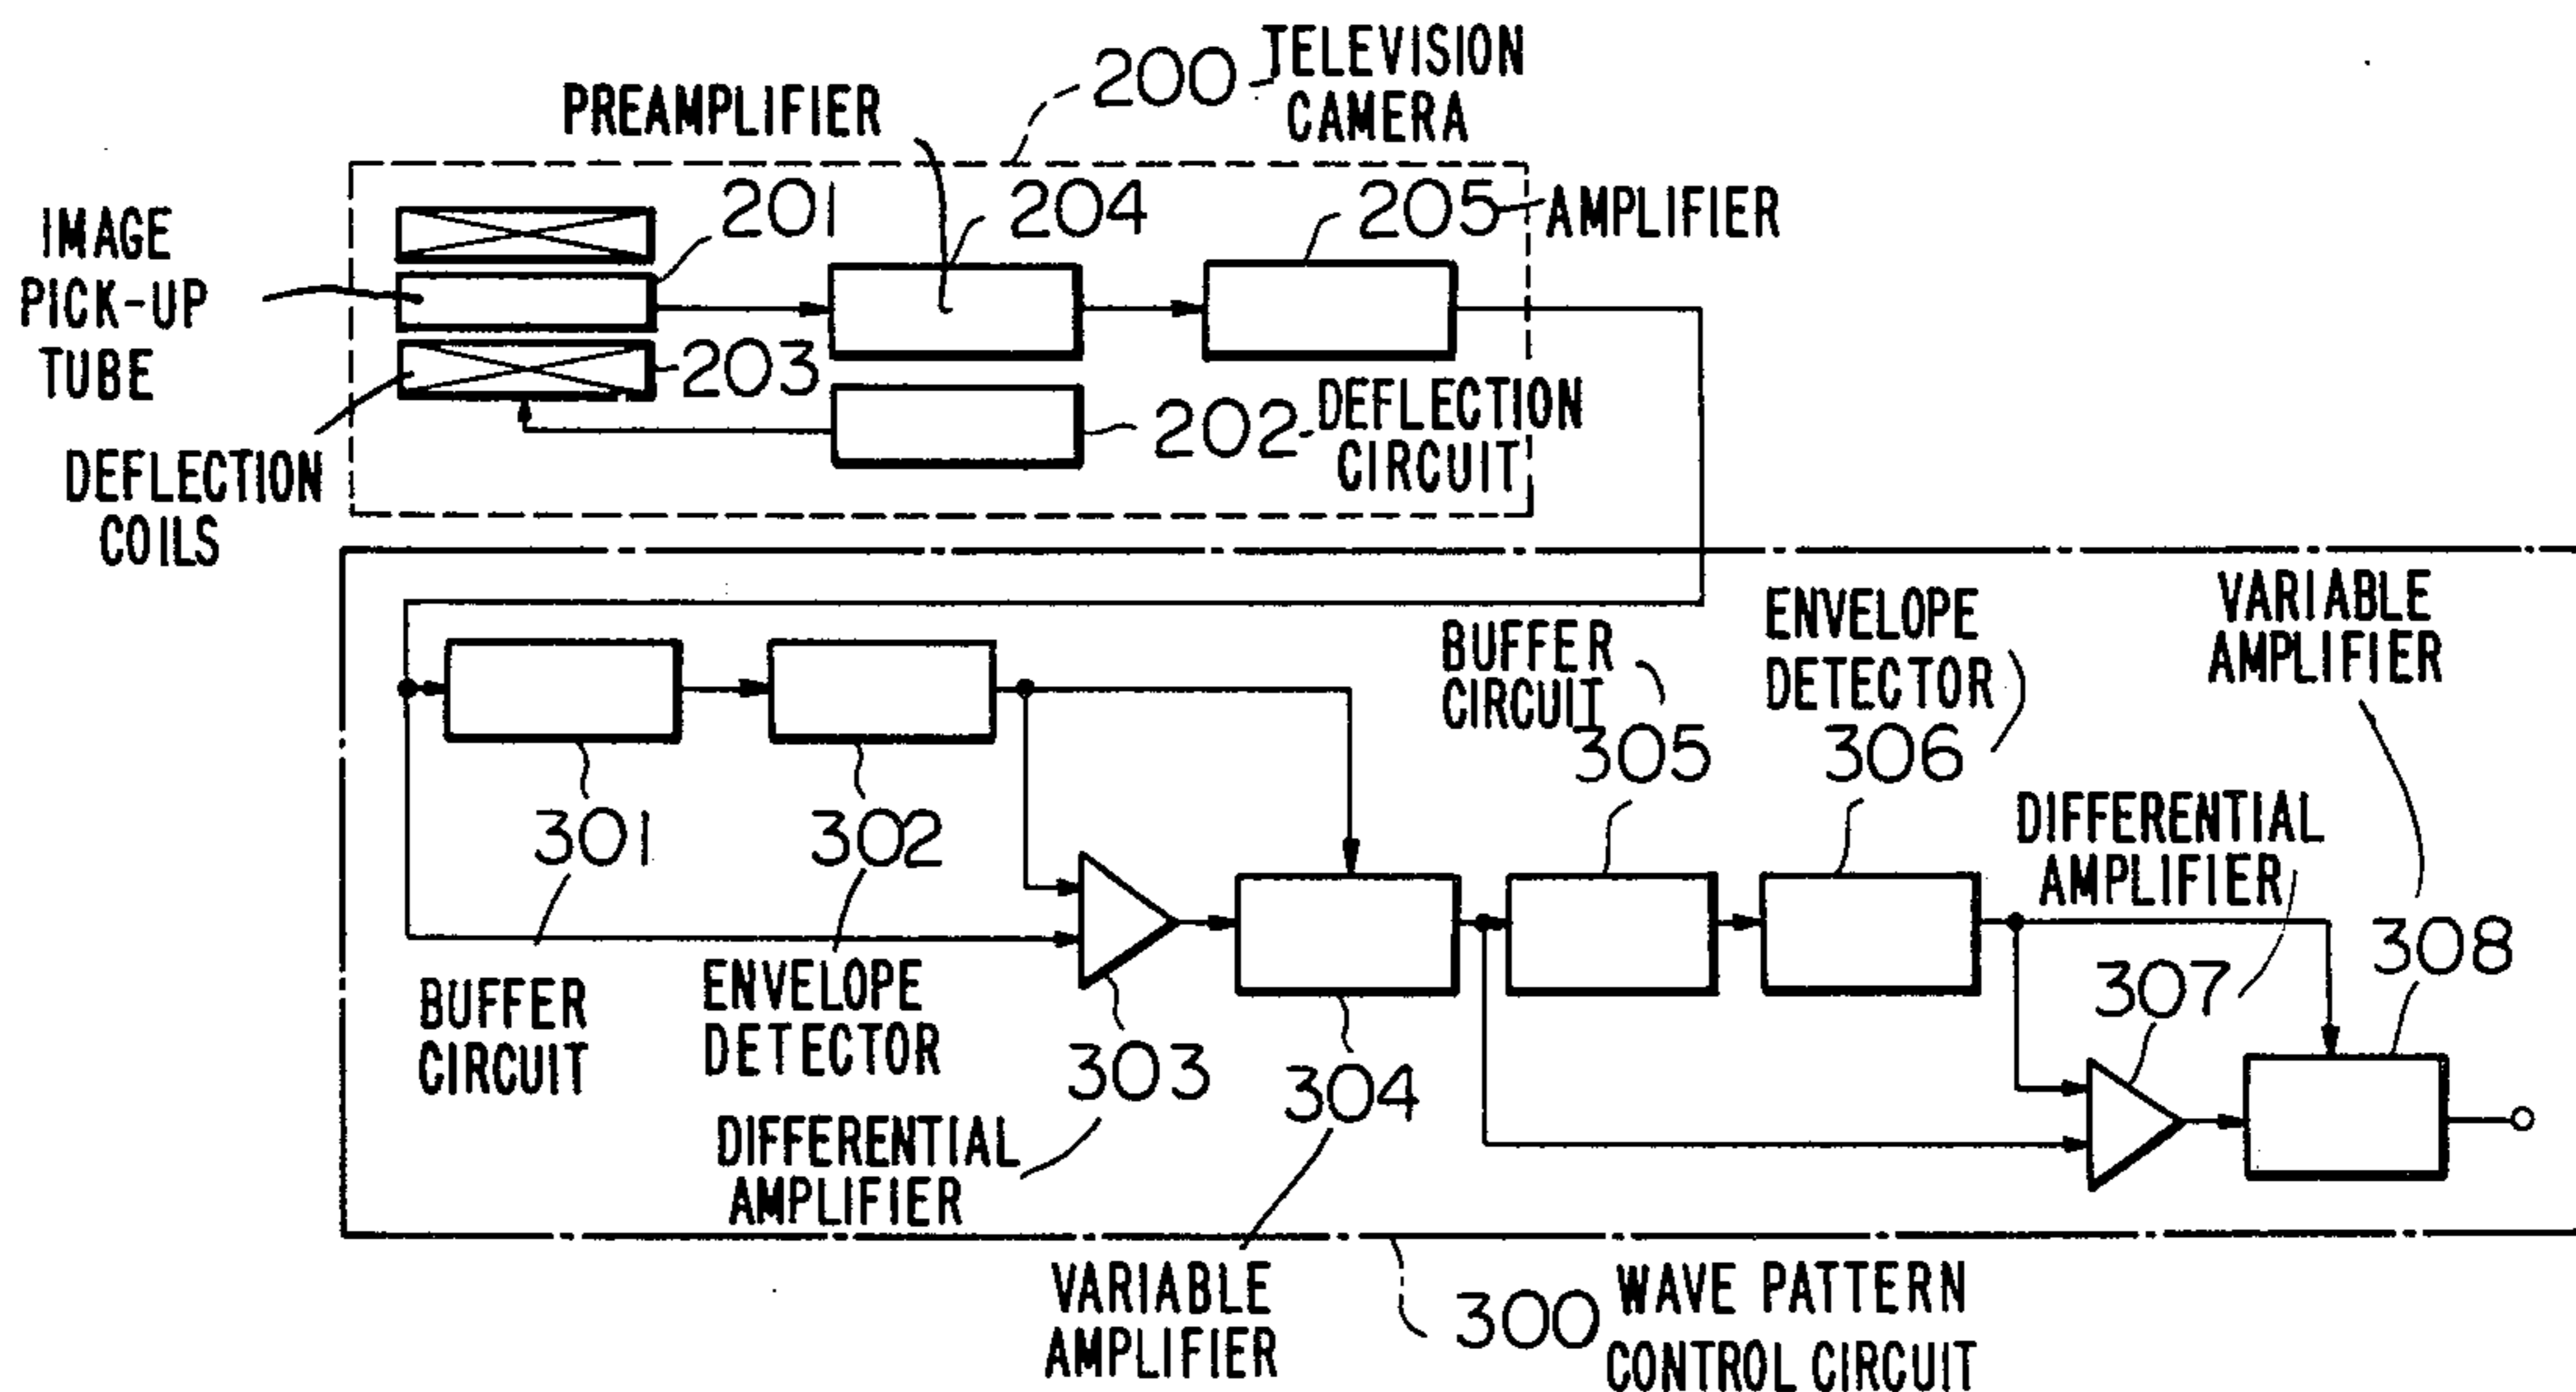 200 TELEVISION
CAMERA
PREAMPLIFIER
IMAGE
PICK-UP
TUBE
201
204
205 AMPLIFIER
203
202 DEFLECTION
CIRCUIT
DEFLECTION
COILS
BUFFER
CIRCUIT
305
ENVELOPE
DETECTOR
306
VARIABLE
AMPLIFIER
301
302
DIFFERENTIAL
AMPLIFIER
307
308
BUFFER
CIRCUIT
ENVELOPE
DETECTOR
303
304
DIFFERENTIAL
AMPLIFIER
VARIABLE
AMPLIFIER
300 WAVE PATTERN
CONTROL CIRCUIT